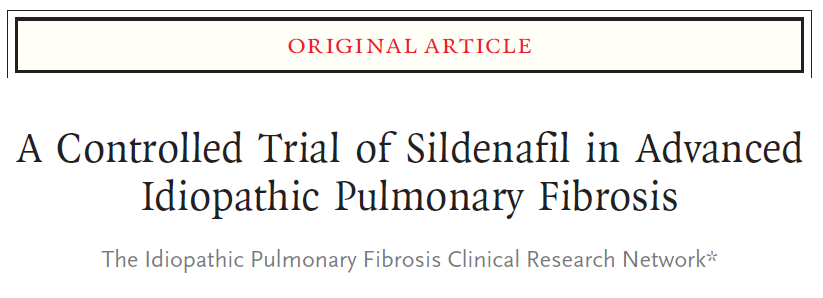 ORIGINAL ARTICLE
A Controlled Trial of Sildenafil in Advanced
Idiopathic Pulmonary Fibrosis
The Idiopathic Pulmonary Fibrosis Clinical Research Network*